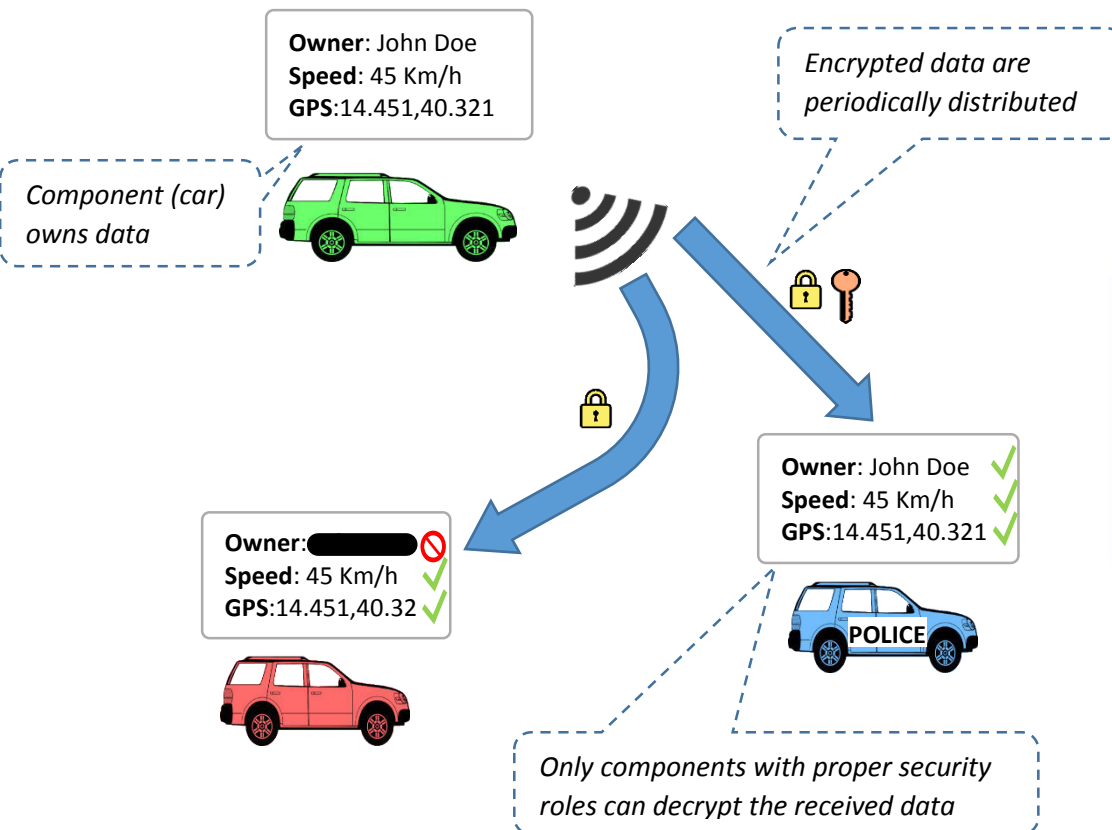 Owner: John Doe
Speed: 45 Km/h
GPS:14.451,40.321
Encrypted data are
periodically distributed
Component (car)
owns data
Owner: John Doe
Speed: 45 Km/h
GPS:14.451,40.321
Owner:
Speed: 45 Km/h
GPS:14.451,40.32
POLICE
Only components with proper security
roles can decrypt the received data